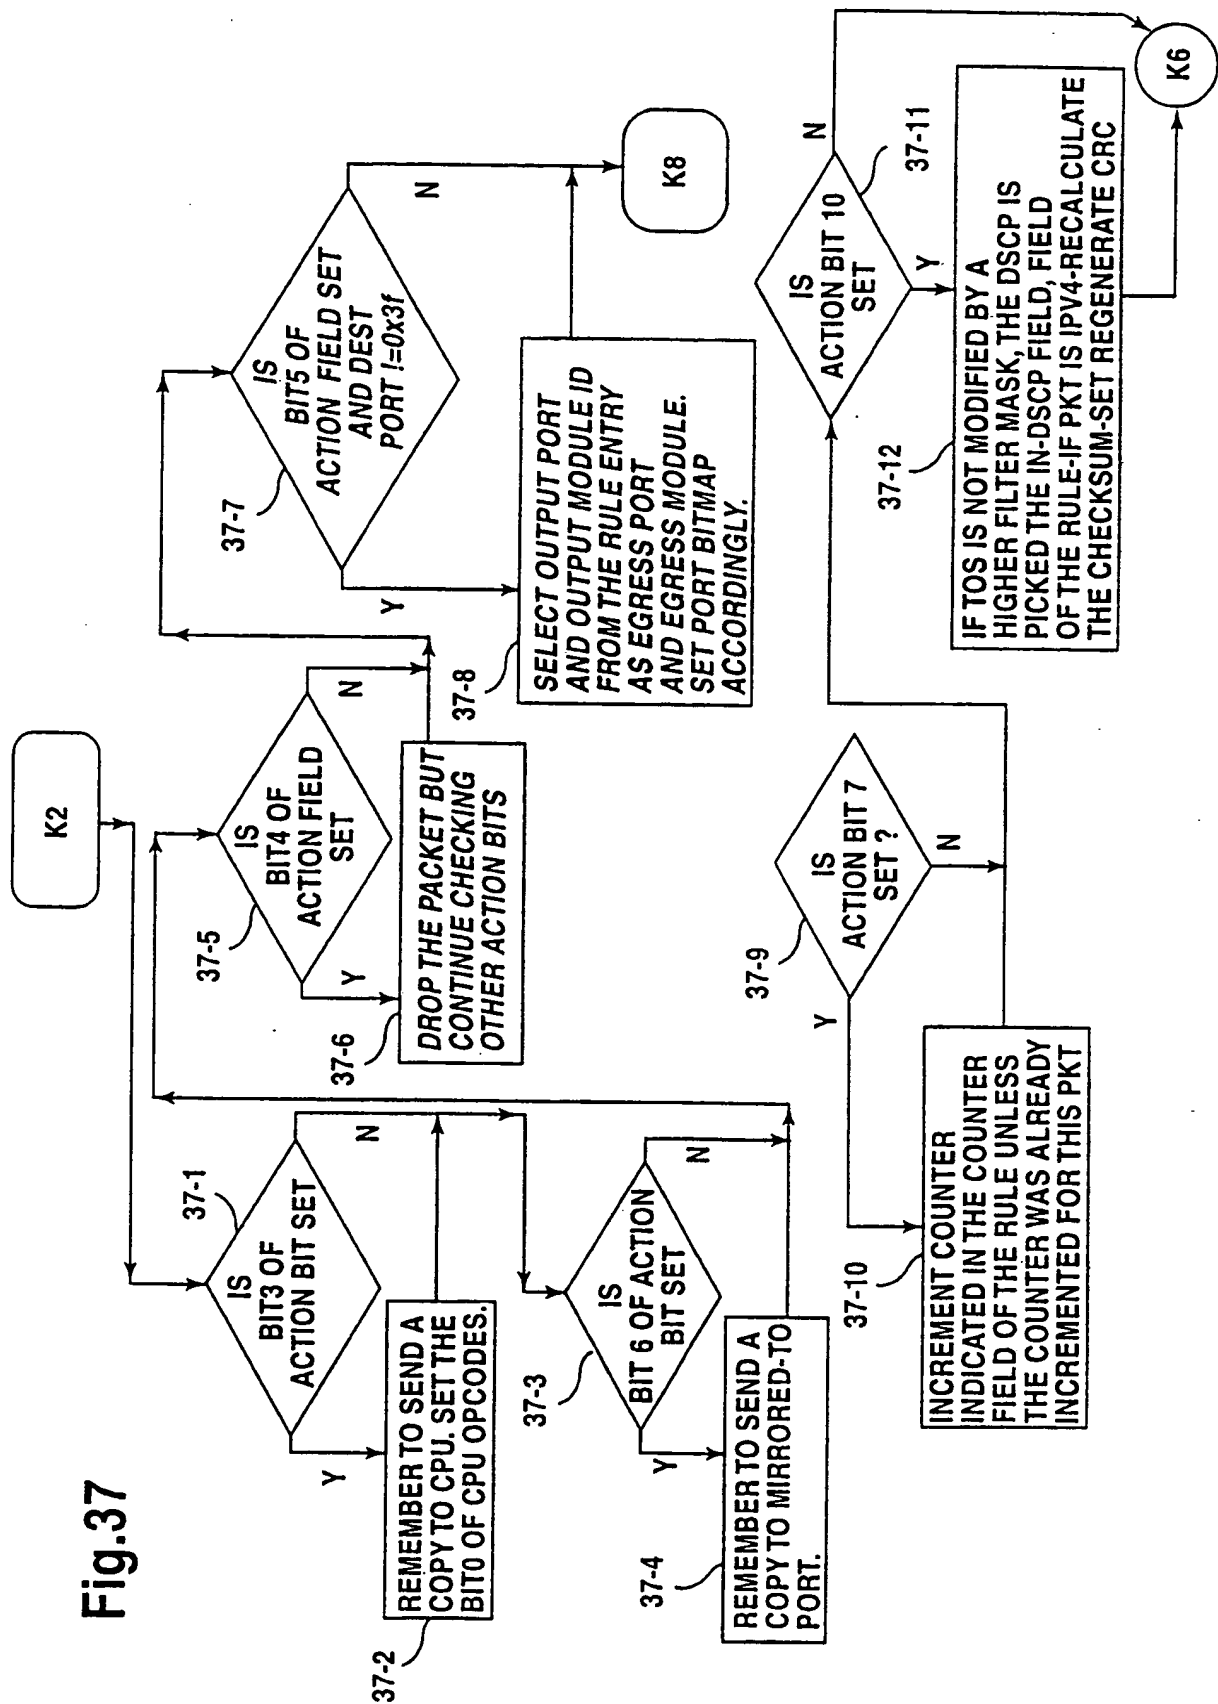 Fig.37
K2
37-1
IS
BIT3 OF
ACTION BIT SET
Y
N
37-2
REMEMBER TO SEND A
COPY TO CPU. SET THE
BIT0 OF CPU OPCODES.
37-3
IS
BIT 6 OF ACTION
BIT SET
Y
N
37-4
REMEMBER TO SEND A
COPY TO MIRRORED-TO
PORT.
37-5
IS
BIT4 OF
ACTION FIELD
SET
Y
N
37-6
DROP THE PACKET BUT
CONTINUE CHECKING
OTHER ACTION BITS
37-7
IS
BIT5 OF
ACTION FIELD SET
AND DEST
PORT !=0x3f
Y
N
37-8
SELECT OUTPUT PORT
AND OUTPUT MODULE ID
FROM THE RULE ENTRY
AS EGRESS PORT
AND EGRESS MODULE.
SET PORT BITMAP
ACCORDINGLY.
K8
37-9
IS
ACTION BIT 7
SET ?
Y
N
37-10
INCREMENT COUNTER
INDICATED IN THE COUNTER
FIELD OF THE RULE UNLESS
THE COUNTER WAS ALREADY
INCREMENTED FOR THIS PKT
37-11
IS
ACTION BIT 10
SET
Y
N
37-12
IF TOS IS NOT MODIFIED BY A
HIGHER FILTER MASK, THE DSCP IS
PICKED THE IN-DSCP FIELD, FIELD
OF THE RULE-IF PKT IS IPV4-RECALCULATE
THE CHECKSUM-SET REGENERATE CRC
K6